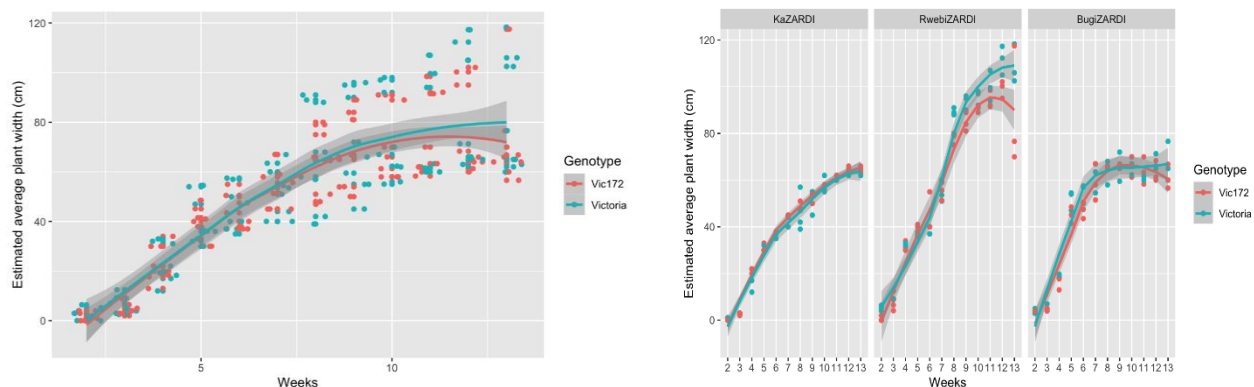 Estimated average plant width (cm)
120
80
40
0
5
10
Weeks
Genotype
Vic172
Victoria
KaZARDI
RwebiZARDI
BugiZARDI
Estimated average plant width (cm)
120
80
40
0
2 3 4 5 6 7 8 9 10 11 12 13
2 3 4 5 6 7 8 9 10 11 12 13
2 3 4 5 6 7 8 9 10 11 12 13
Weeks
Genotype
Vic172
Victoria